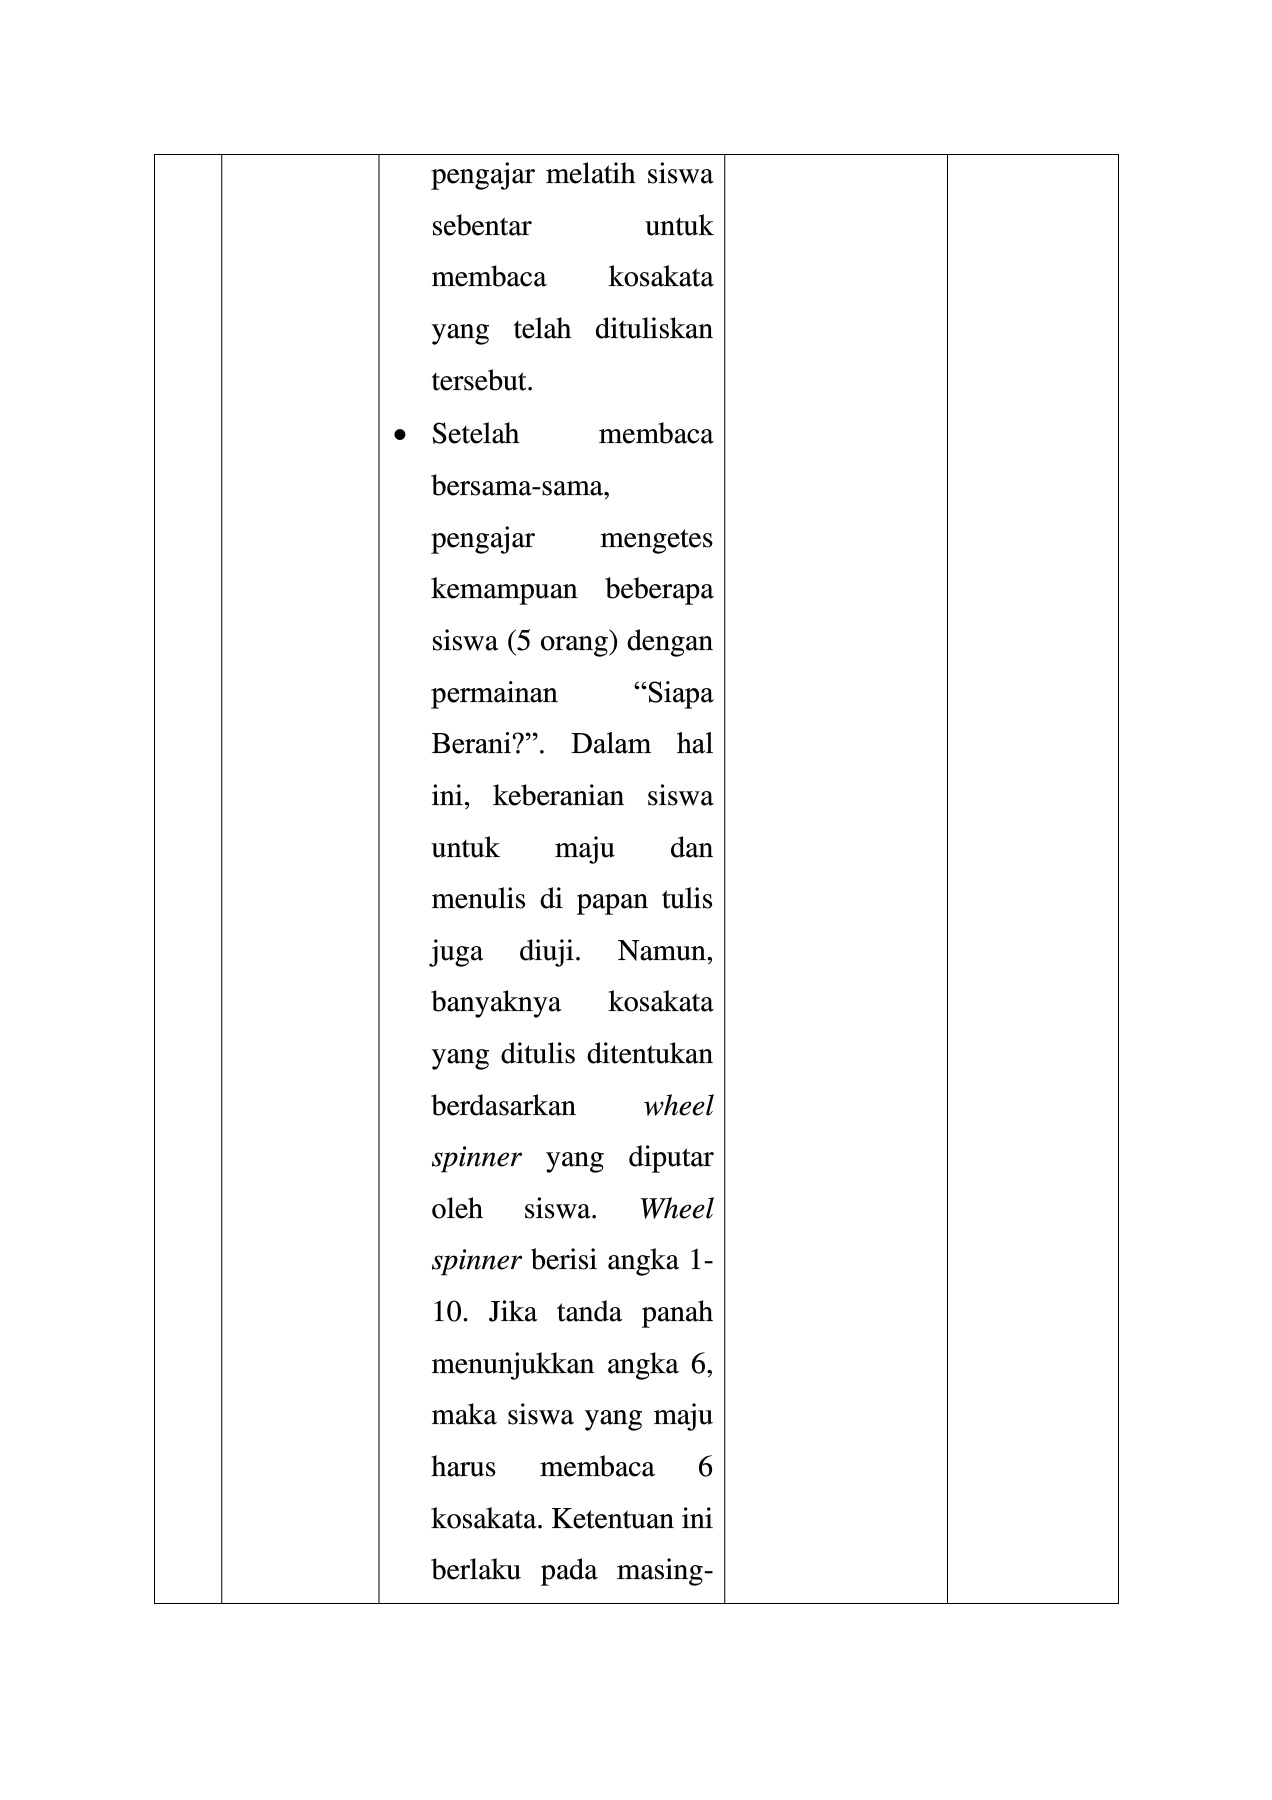 pengajar melatih siswa
sebentar untuk
membaca kosakata
yang telah dituliskan
tersebut.
• Setelah membaca
bersama-sama,
pengajar mengetes
kemampuan beberapa
siswa (5 orang) dengan
permainan “Siapa
Berani?”. Dalam hal
ini, keberanian siswa
untuk maju dan
menulis di papan tulis
juga diuji. Namun,
banyaknya kosakata
yang ditulis ditentukan
berdasarkan wheel
spinner yang diputar
oleh siswa. Wheel
spinner berisi angka 1-
10. Jika tanda panah
menunjukkan angka 6,
maka siswa yang maju
harus membaca 6
kosakata. Ketentuan ini
berlaku pada masing-